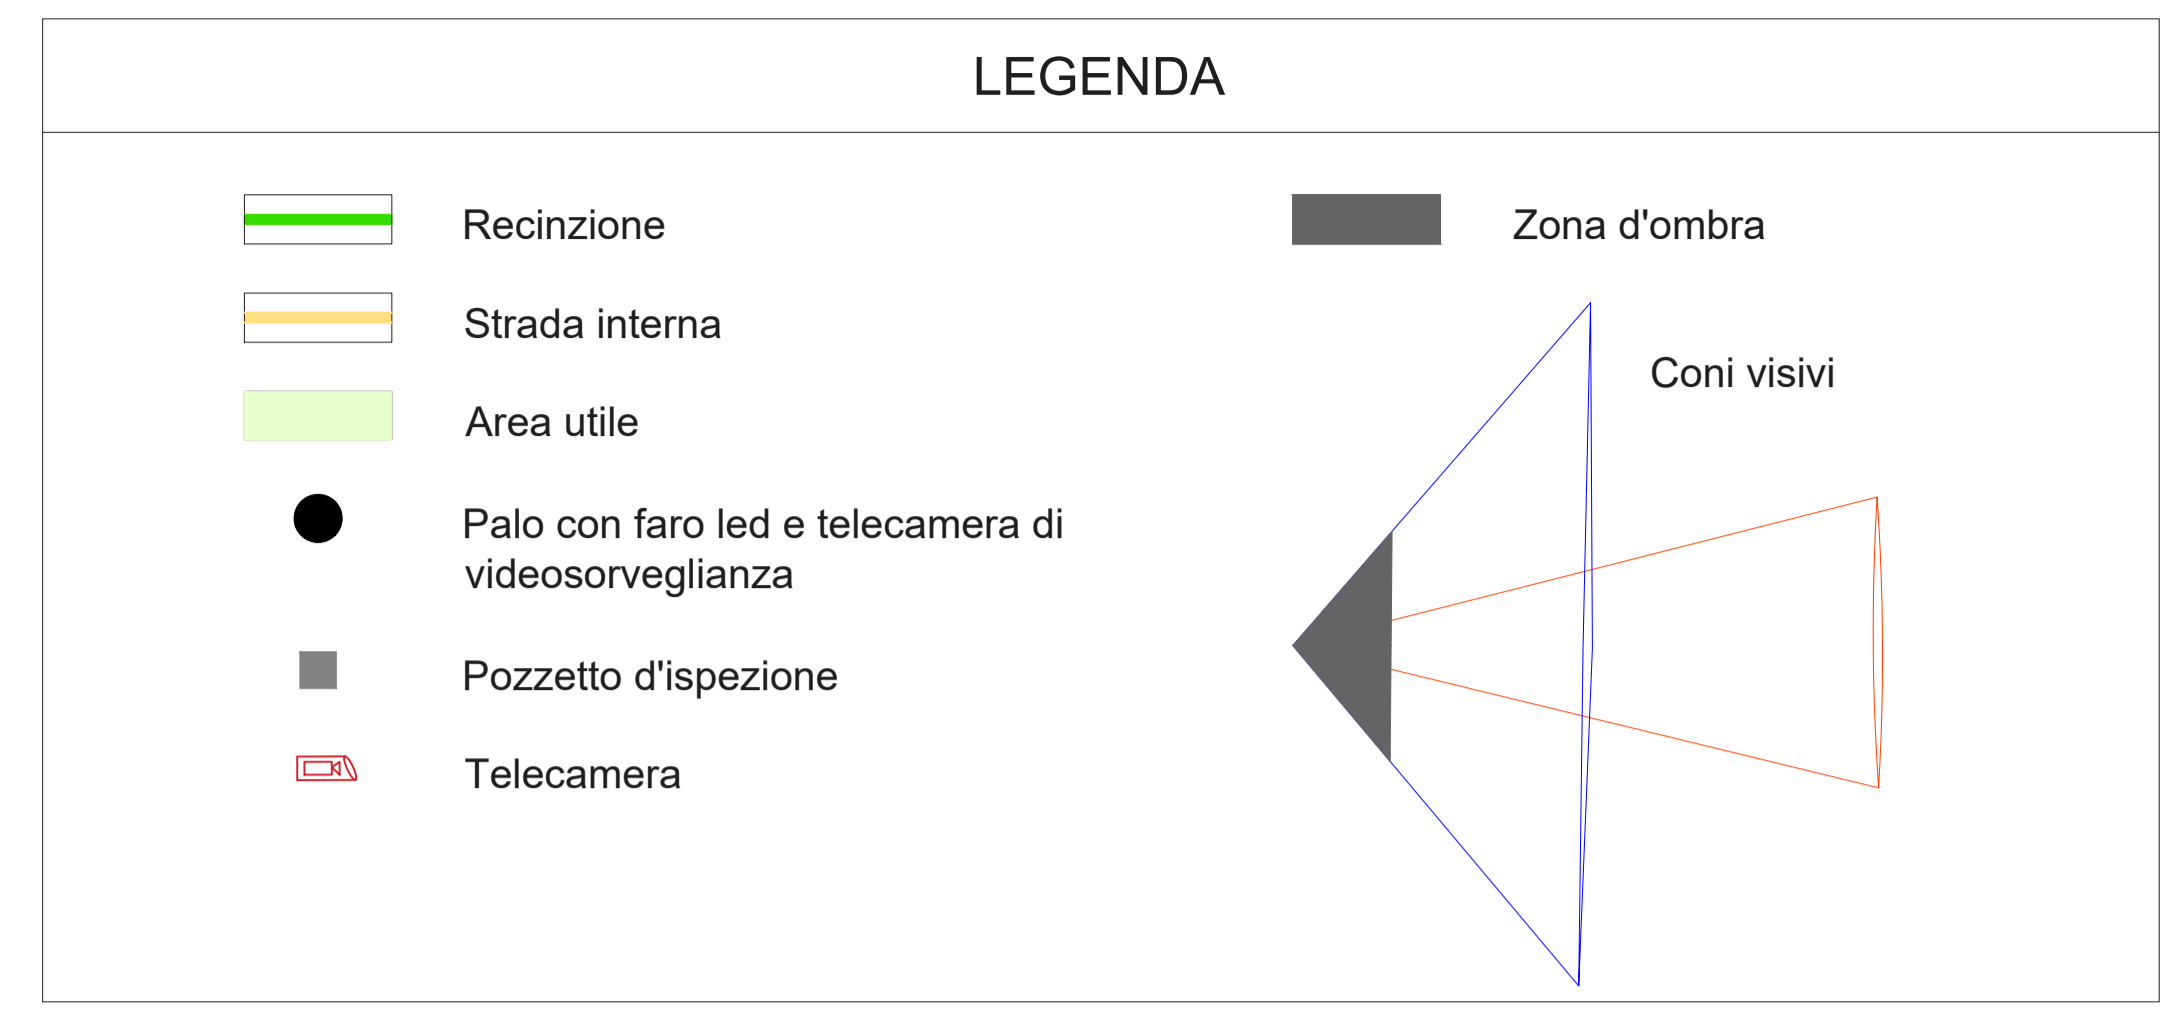 LEGENDA
Recinzione
Strada interna
Area utile
Palo con faro led e telecamera di
videosorveglianza
Pozzetto d'ispezione
Telecamera
Zona d'ombra
Coni visivi